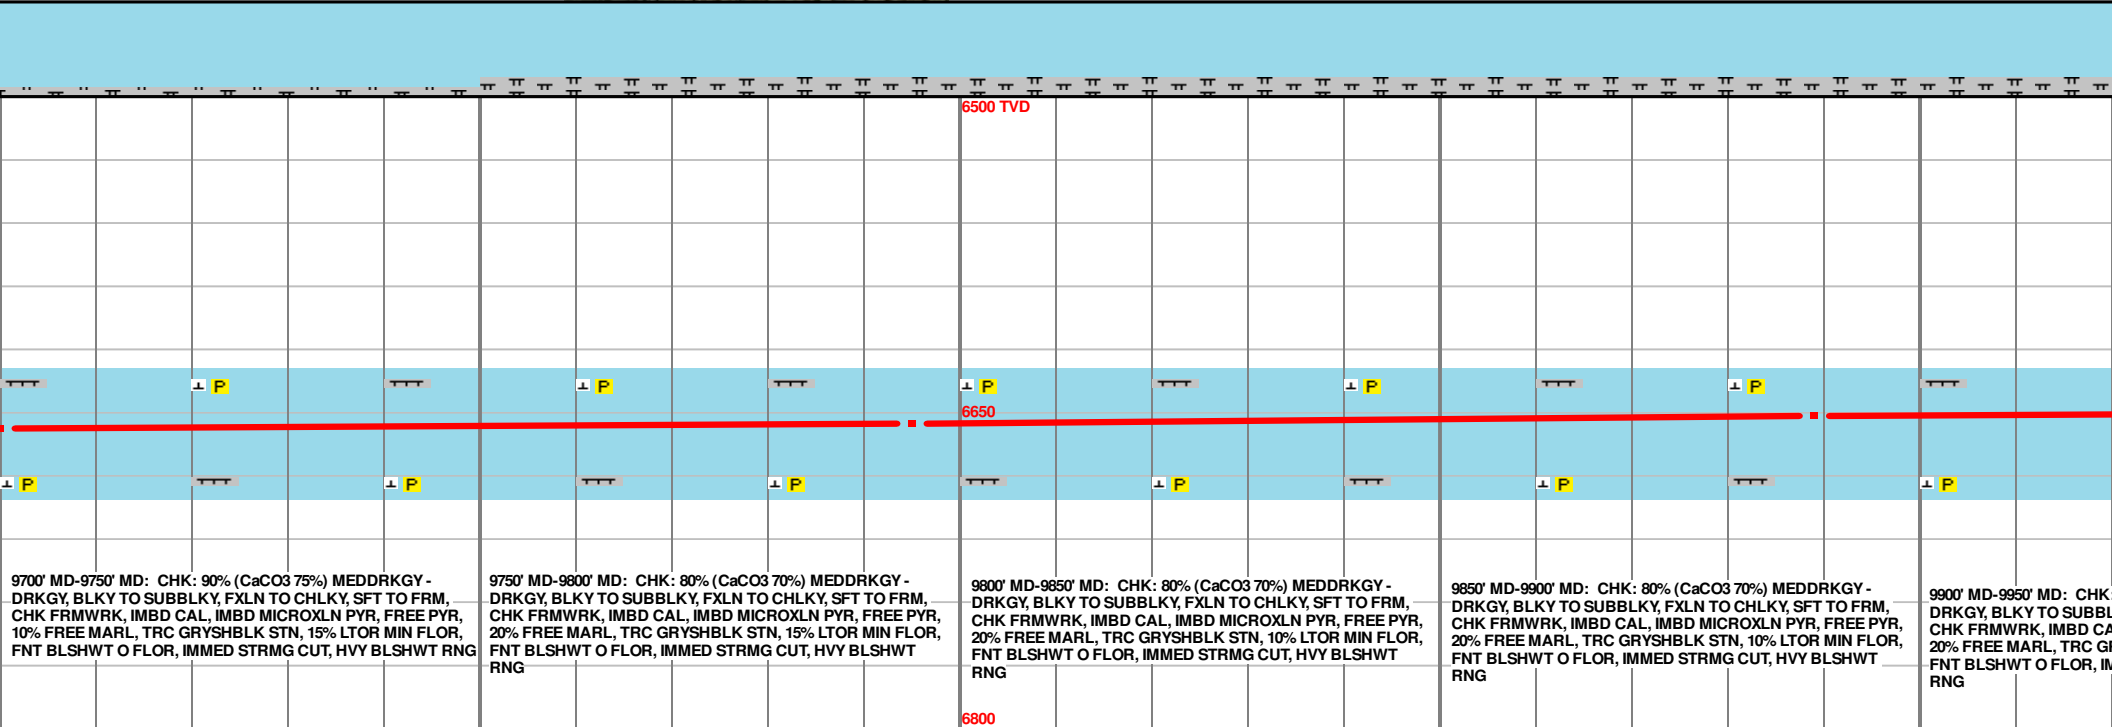 6500 TVD
P P P P
6650
P P P P P
9700' MD-9750' MD: CHK: 90% (CaCO3 75%) MEDDRKGY -
DRKGY, BLKY TO SUBBLKY, FXLN TO CHLKY, SFT TO FRM,
CHK FRMWRK, IMBD CAL, IMBD MICROXLN PYR, FREE PYR,
10% FREE MARL, TRC GRYSHBLK STN, 15% LTOR MIN FLOR,
FNT BLSHWT O FLOR, IMMED STRMG CUT, HVY BLSHWT RNG
9750' MD-9800' MD: CHK: 80% (CaCO3 70%) MEDDRKGY -
DRKGY, BLKY TO SUBBLKY, FXLN TO CHLKY, SFT TO FRM,
CHK FRMWRK, IMBD CAL, IMBD MICROXLN PYR, FREE PYR,
20% FREE MARL, TRC GRYSHBLK STN, 15% LTOR MIN FLOR,
FNT BLSHWT O FLOR, IMMED STRMG CUT, HVY BLSHWT
RNG
9800' MD-9850' MD: CHK: 80% (CaCO3 70%) MEDDRKGY -
DRKGY, BLKY TO SUBBLKY, FXLN TO CHLKY, SFT TO FRM,
CHK FRMWRK, IMBD CAL, IMBD MICROXLN PYR, FREE PYR,
20% FREE MARL, TRC GRYSHBLK STN, 10% LTOR MIN FLOR,
FNT BLSHWT O FLOR, IMMED STRMG CUT, HVY BLSHWT
RNG
9850' MD-9900' MD: CHK: 80% (CaCO3 70%) MEDDRKGY -
DRKGY, BLKY TO SUBBLKY, FXLN TO CHLKY, SFT TO FRM,
CHK FRMWRK, IMBD CAL, IMBD MICROXLN PYR, FREE PYR,
20% FREE MARL, TRC GRYSHBLK STN, 10% LTOR MIN FLOR,
FNT BLSHWT O FLOR, IMMED STRMG CUT, HVY BLSHWT
RNG
9900' MD-9950' MD: CHK:
DRKGY, BLKY TO SUBBL
CHK FRMWRK, IMBD CA
20% FREE MARL, TRC G
FNT BLSHWT O FLOR, I
RNG
6800